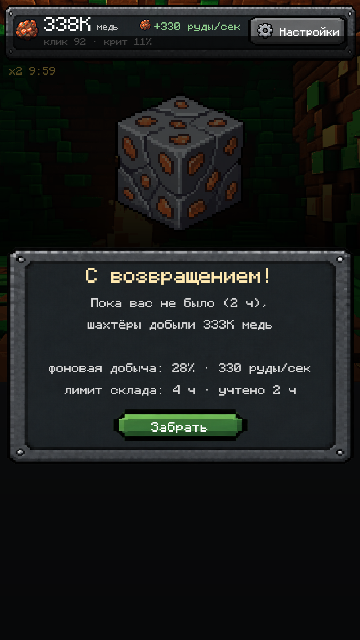 338K медь
+330 руды/сек
Настройки
клик 92 · крит 11%
x2 9:59
С возвращением!
Пока вас не было (2 ч),
шахтёры добыли 333K медь
фоновая добыча: 28% · 330 руды/сек
лимит склада: 4 ч · учтено 2 ч
Забрать